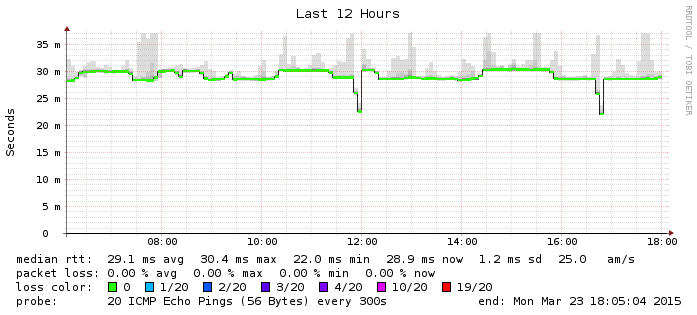 Last 12 Hours
RRDTOOL / TOBI OETIKER
Seconds
35 m
30 m
25 m
20 m
15 m
10 m
5 m
0
08:00 10:00 12:00 14:00 16:00 18:00
median rtt: 29.1 ms avg 30.4 ms max 22.0 ms min 28.9 ms now 1.2 ms sd 25.0 am/s
packet loss: 0.00 % avg 0.00 % max 0.00 % min 0.00 % now
loss color: 0 1/20 2/20 3/20 4/20 10/20 19/20
probe: 20 ICMP Echo Pings (56 Bytes) every 300s end: Mon Mar 23 18:05:04 2015